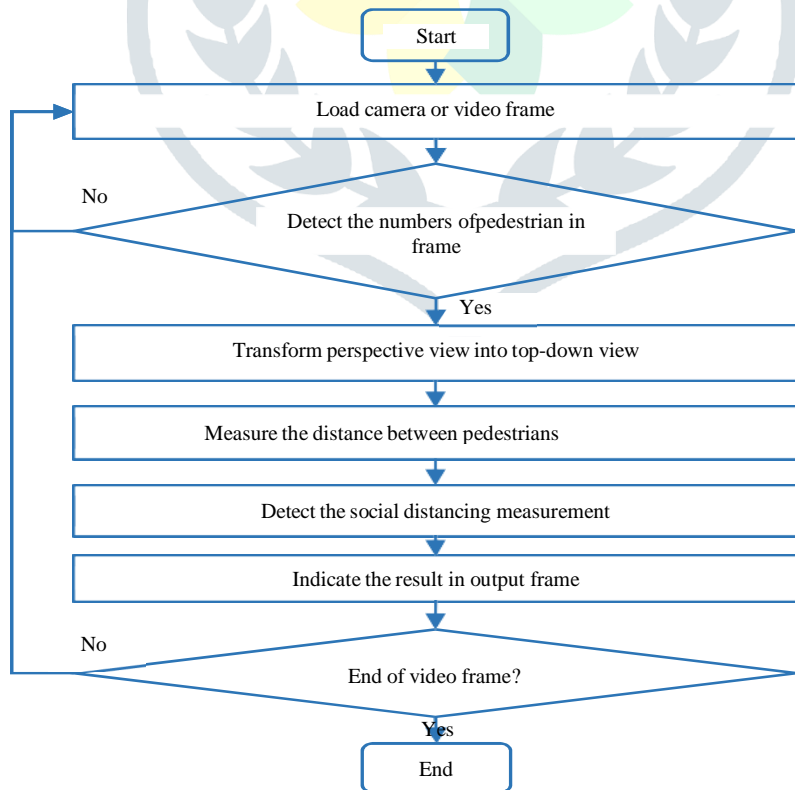 Start
Load camera or video frame
No
Detect the numbers ofpedestrian in
frame
Yes
Transform perspective view into top-down view
Measure the distance between pedestrians
Detect the social distancing measurement
Indicate the result in output frame
No
End of video frame?
Yes
End